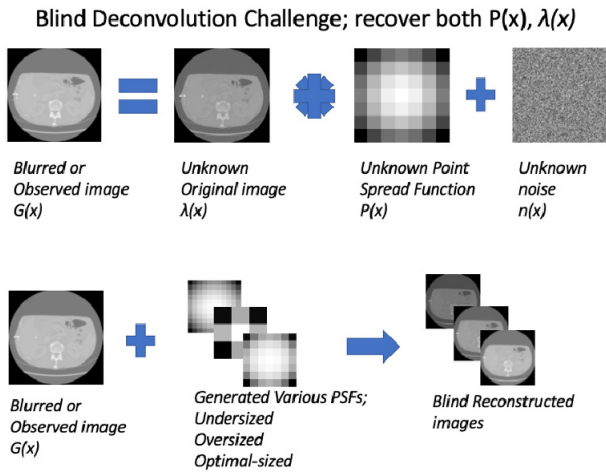 Blind Deconvolution Challenge; recover both P(x), λ(x)
Blurred or
Observed image
G(x)
Unknown
Original image
λ(x)
Unknown Point
Spread Function
P(x)
Unknown
noise
n(x)
Blurred or
Observed image
G(x)
Generated Various PSFs;
Undersized
Oversized
Optimal-sized
Blind Reconstructed
images